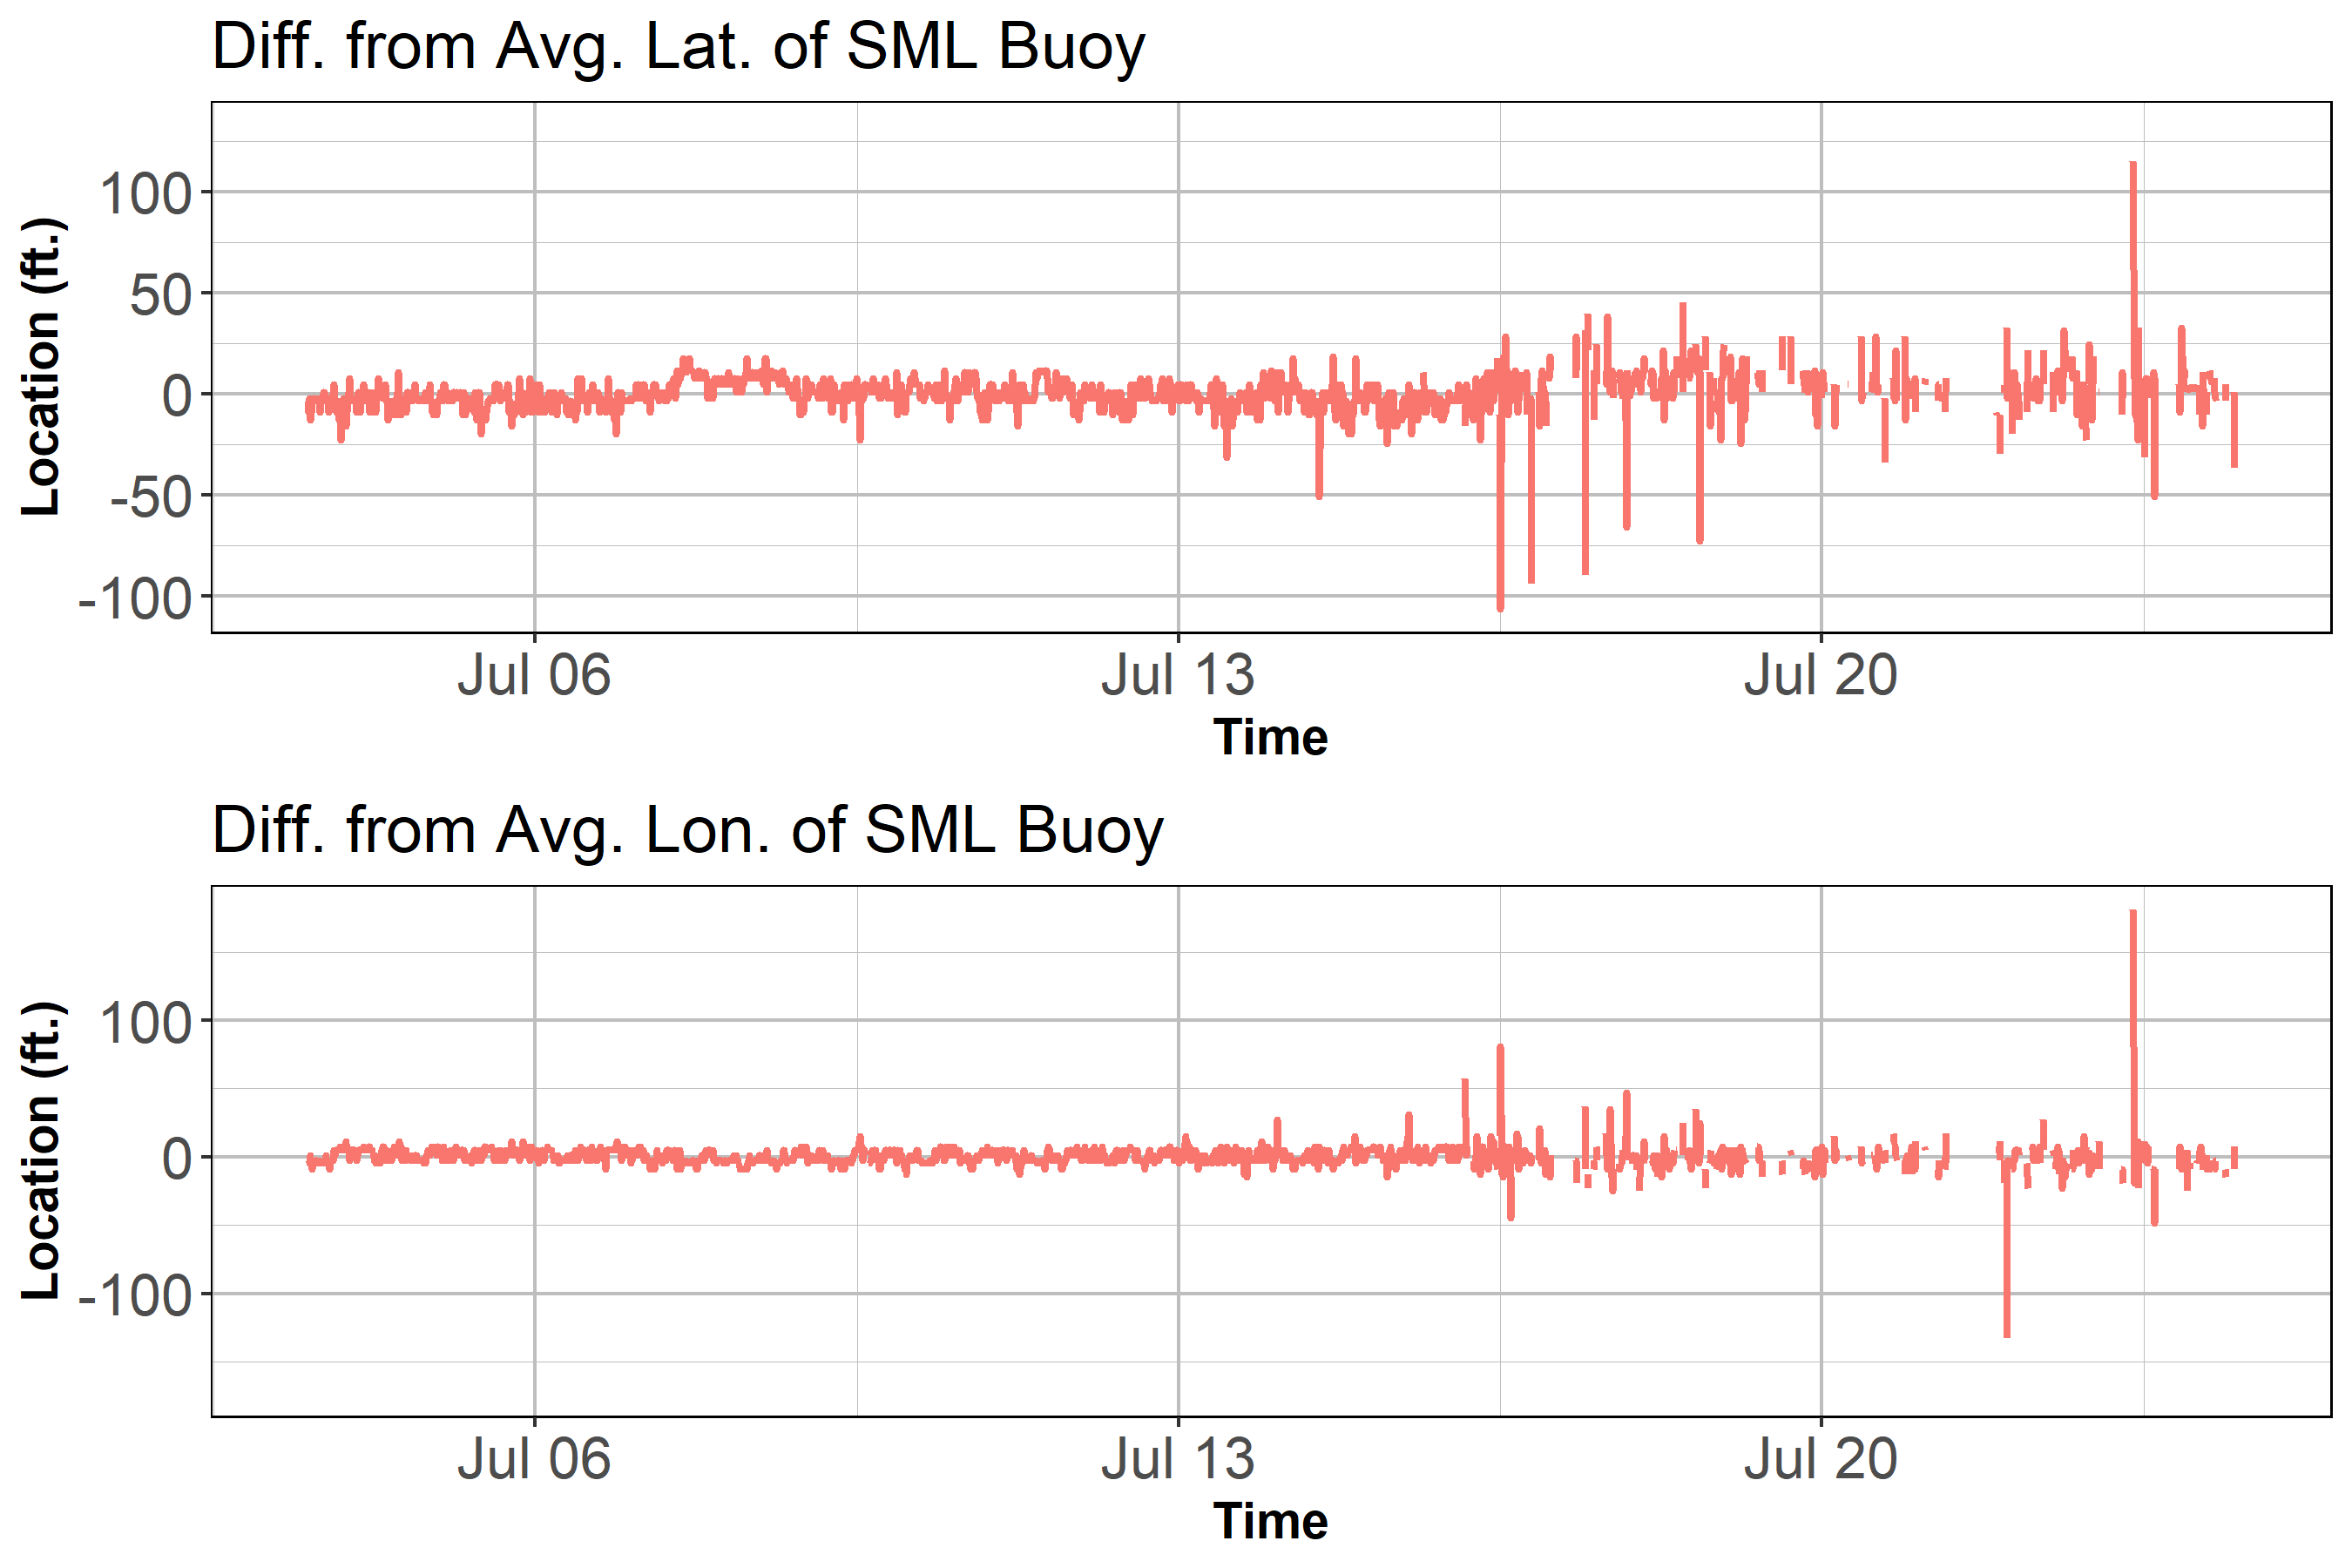 Diff. from Avg. Lat. of SML Buoy
Location (ft.)
100
50
0
-50
-100
Jul 06 Jul 13 Jul 20
Time
Diff. from Avg. Lon. of SML Buoy
Location (ft.)
100
0
-100
Jul 06 Jul 13 Jul 20
Time